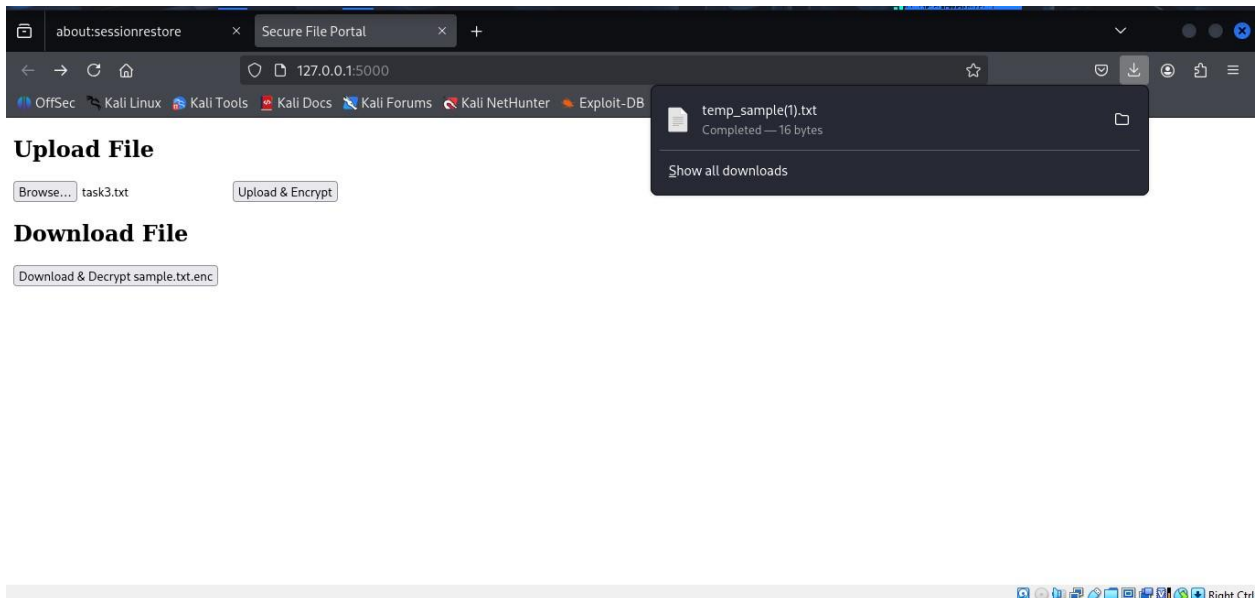 about:sessionrestore
Secure File Portal
127.0.0.1:5000
OffSec Kali Linux Kali Tools Kali Docs Kali Forums Kali NetHunter Exploit-DB
temp_sample(1).txt
Completed — 16 bytes
Show all downloads
Upload File
Browse... task3.txt Upload & Encrypt
Download File
Download & Decrypt sample.txt.enc
Right Ctrl